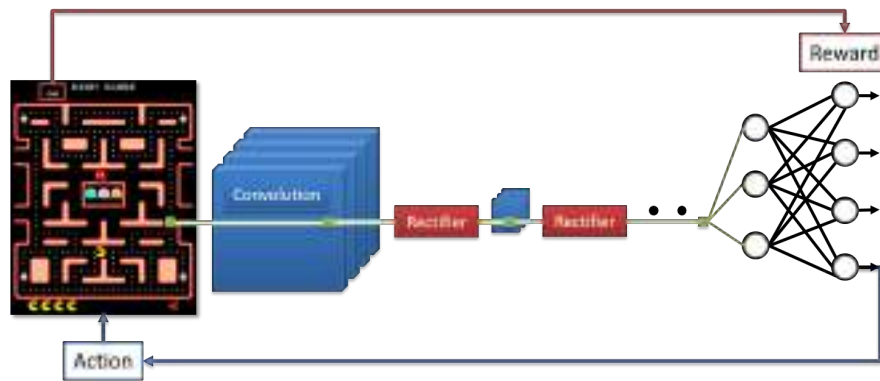 Reward
Convolution
Rectifier
Rectifier
Action